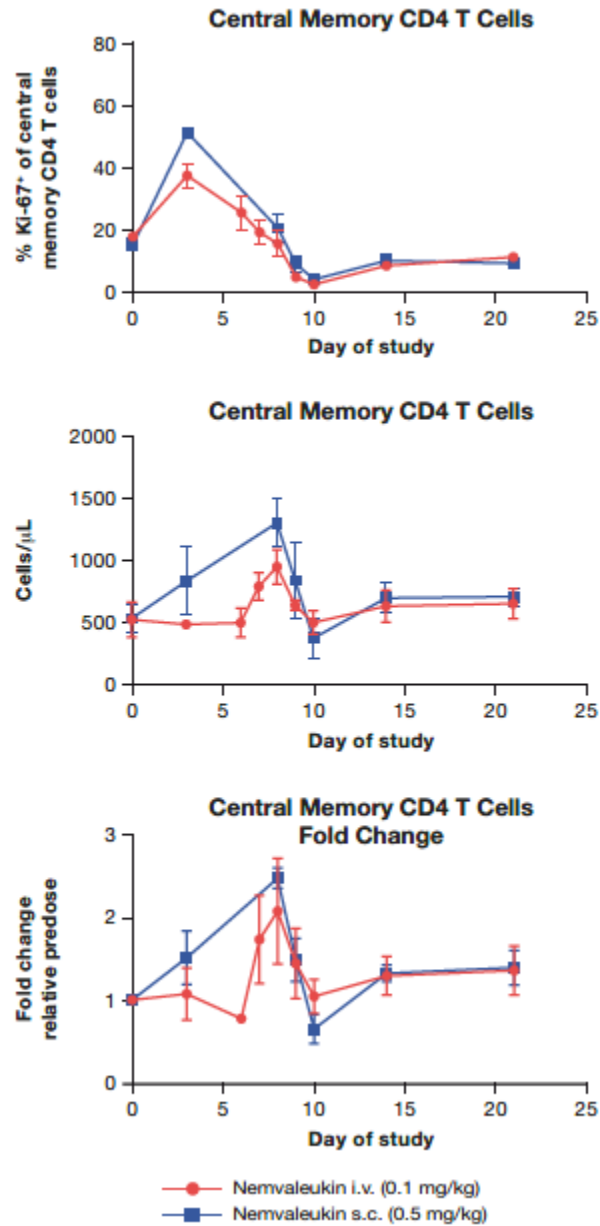 Central Memory CD4 T Cells
% Ki-67⁺ of central
memory CD4 T cells
80
60
40
20
0
0 5 10 15 20 25
Day of study
Central Memory CD4 T Cells
Cells/μL
2000
1500
1000
500
0
0 5 10 15 20 25
Day of study
Central Memory CD4 T Cells
Fold Change
Fold change
relative predose
3
2
1
0
0 5 10 15 20 25
Day of study
Nemvaleukin i.v. (0.1 mg/kg)
Nemvaleukin s.c. (0.5 mg/kg)